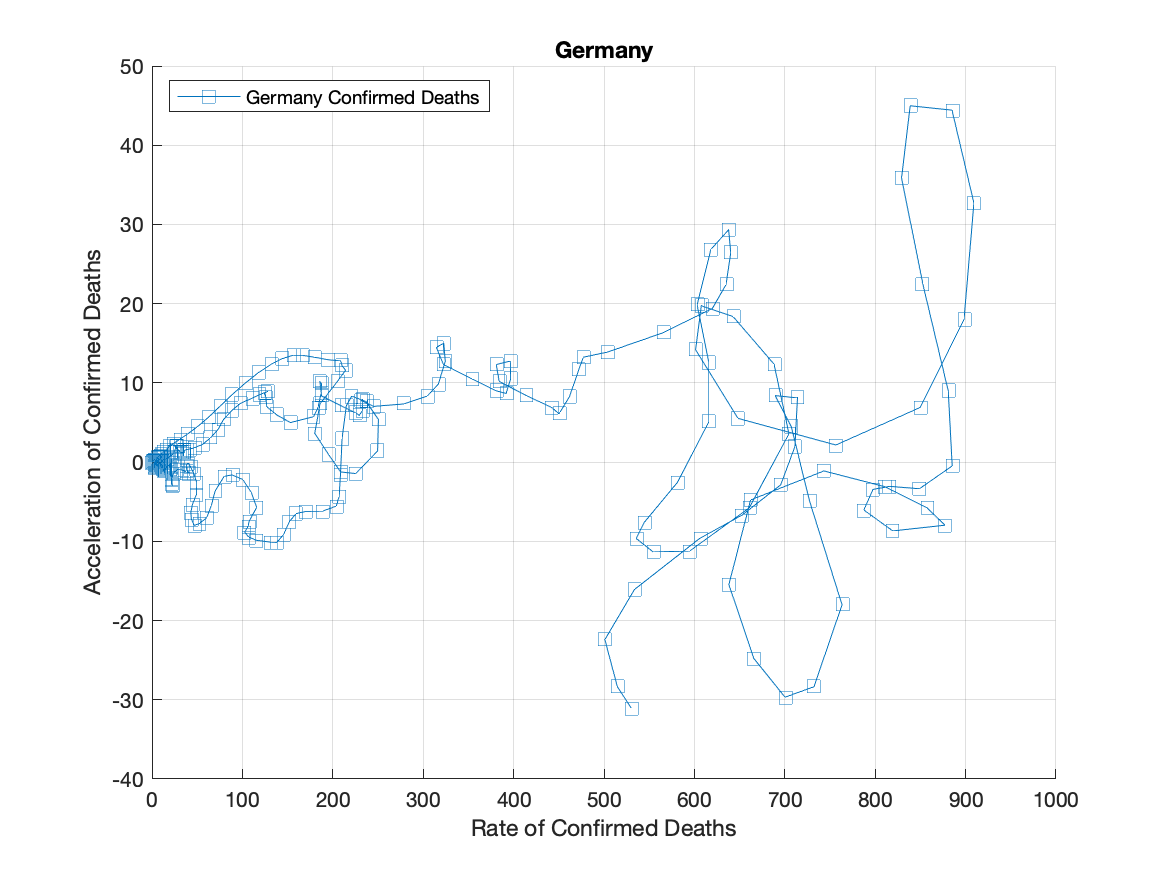 Germany
50
Germany Confirmed Deaths
40
30
20
10
0
-10
-20
-30
-40
Acceleration of Confirmed Deaths
0 100 200 300 400 500 600 700 800 900 1000
Rate of Confirmed Deaths